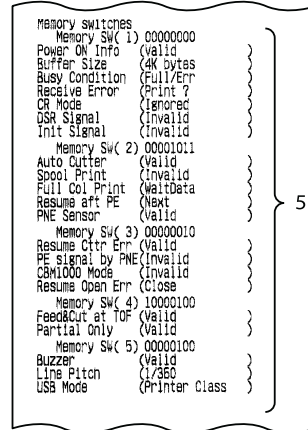 Memory switches
Memory SW( 1) 00000000
Power ON Info (Valid )
Buffer Size (4K bytes )
Busy Condition (Full/Err )
Receive Error (Print ? )
CR Mode (Ignored )
DSR Signal (Invalid )
Init Signal (Invalid )
Memory SW( 2) 00001011
Auto Cutter (Valid )
Spool Print (Invalid )
Full Col Print (WaitData )
Resume aft PE (Next )
PNE Sensor (Valid )
Memory SW( 3) 00000010
Resume Cttr Err (Valid )
PE signal by PNE(Invalid )
CBM1000 Mode (Invalid )
Resume Open Err (Close )
Memory SW( 4) 10000100
Feed&Cut at TOF (Valid )
Partial Only (Valid )
Memory SW( 5) 00000100
Buzzer (Valid )
Line Pitch (1/360 )
USB Mode (Printer Class )
5